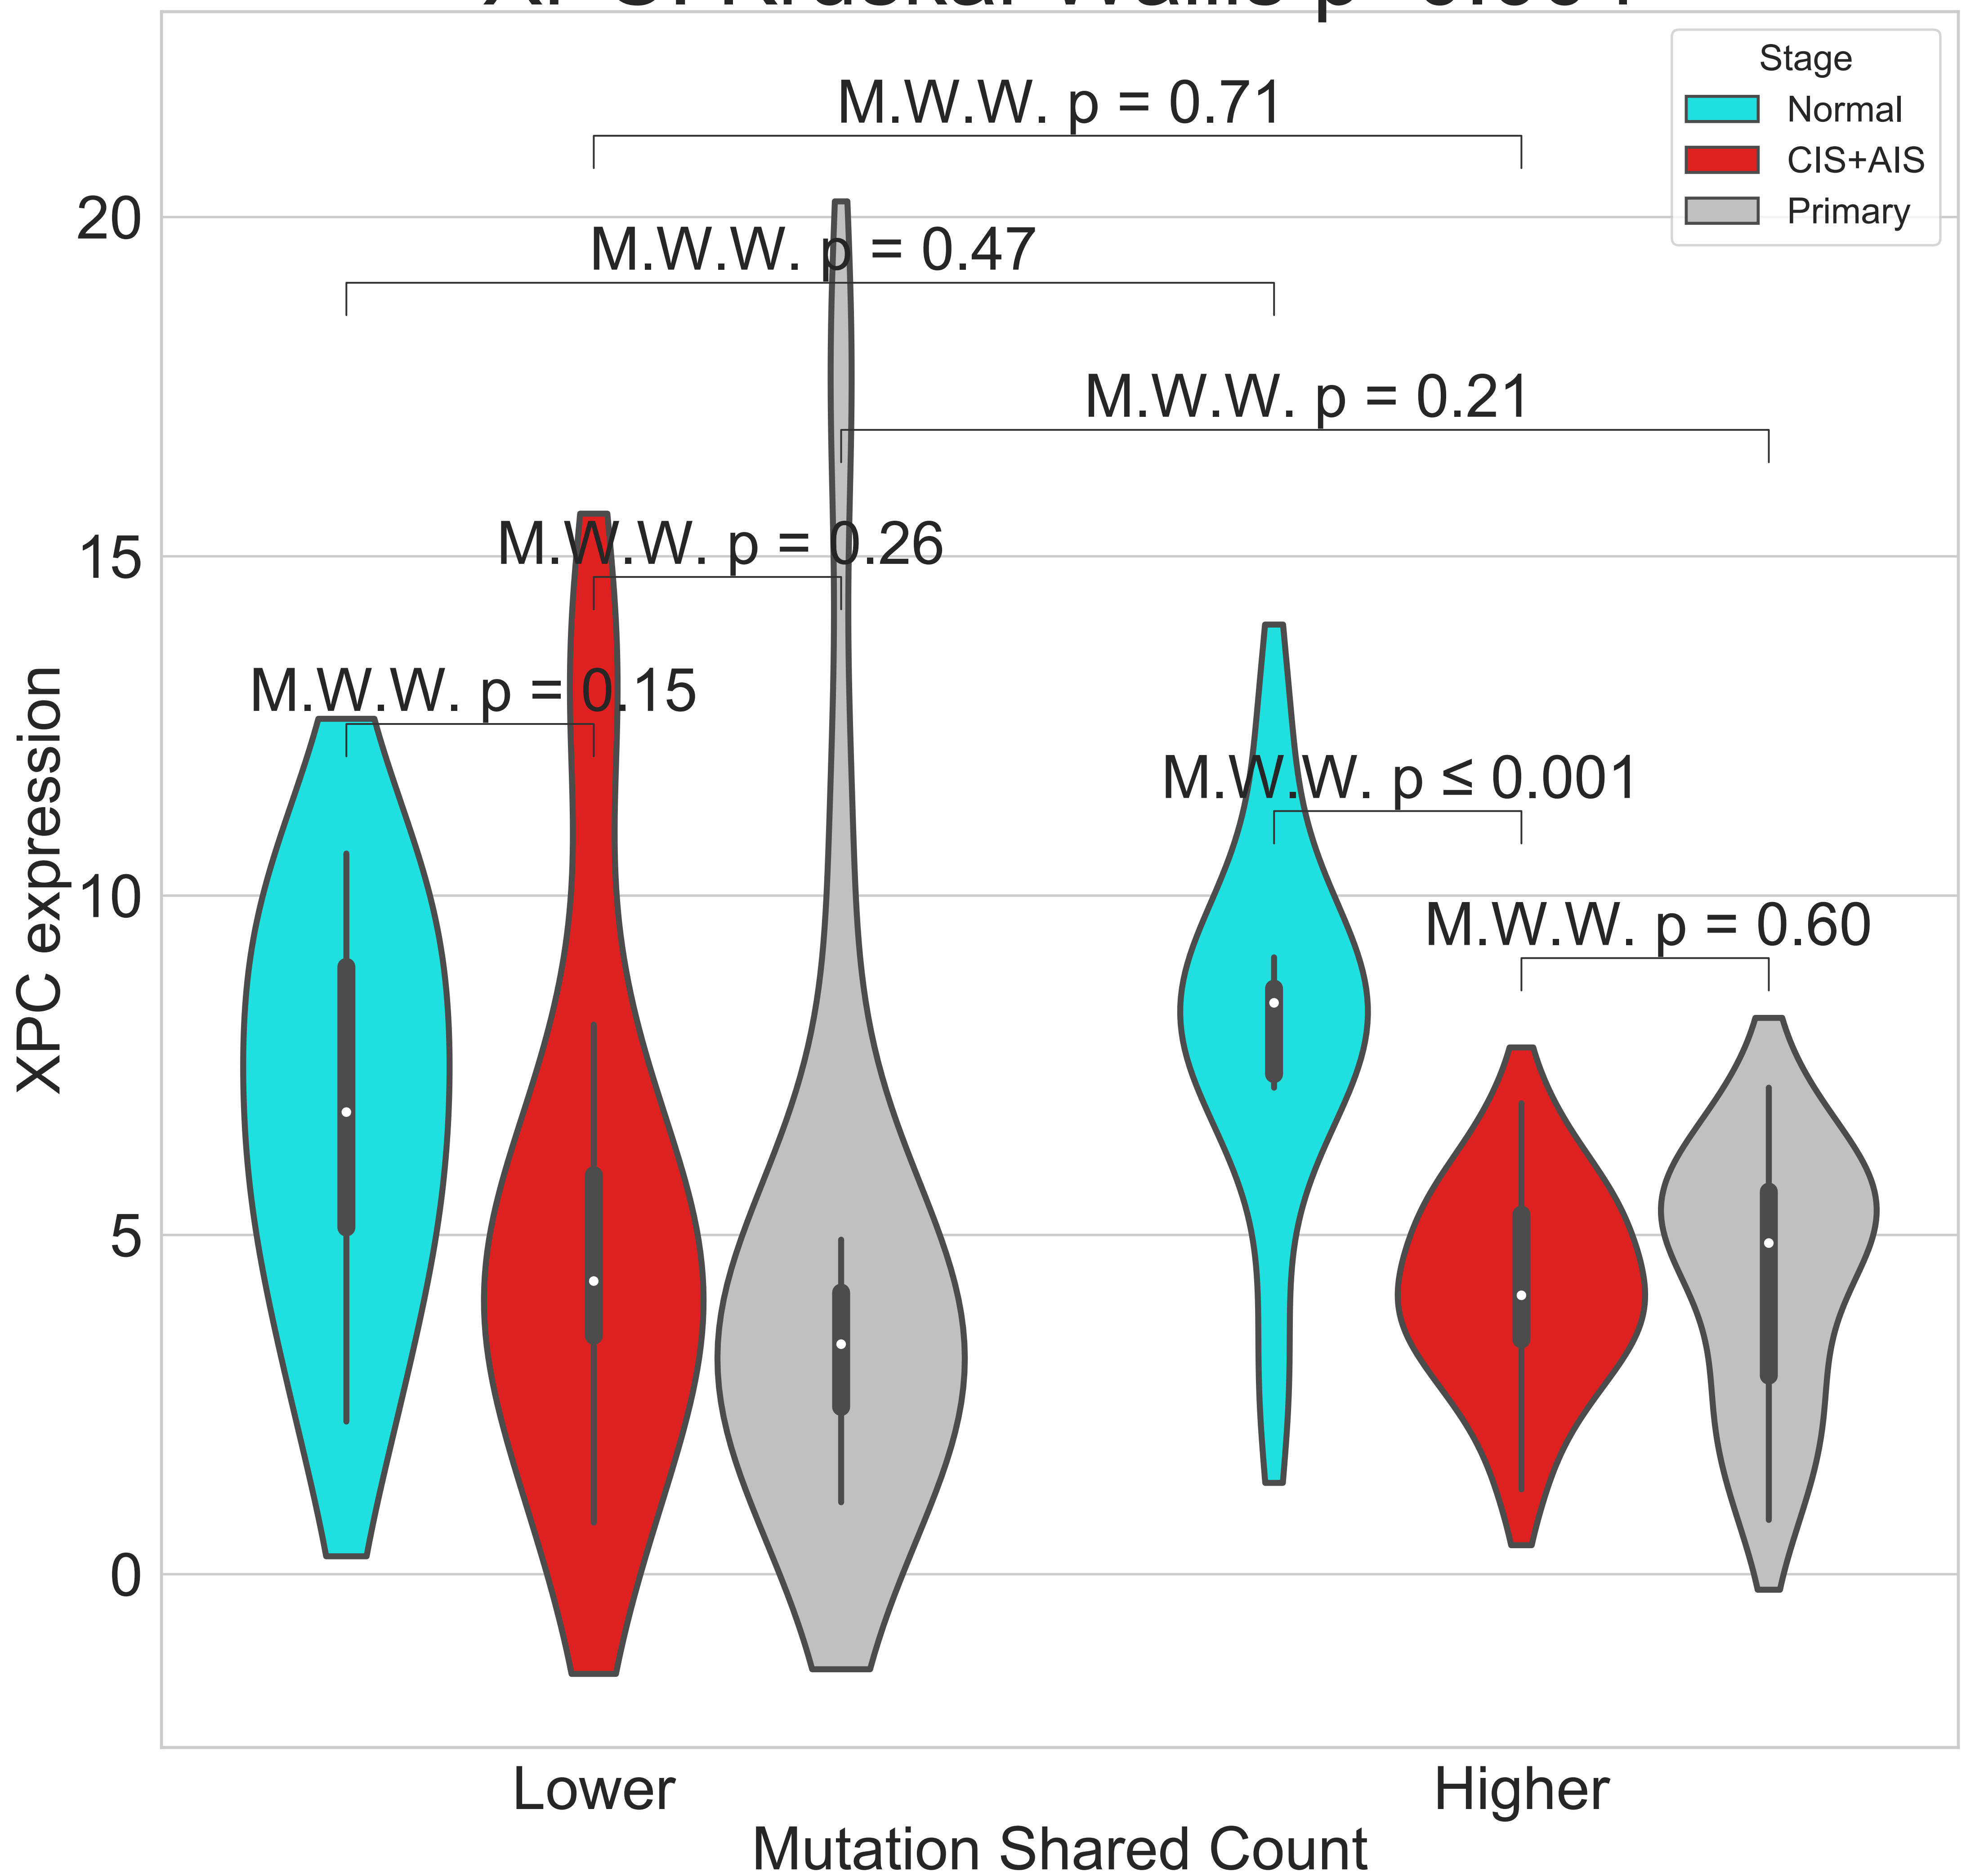 Stage
Normal
CIS+AIS
Primary
M.W.W. p = 0.71
M.W.W. p = 0.47
M.W.W. p = 0.21
M.W.W. p = 0.26
M.W.W. p = 0.15
M.W.W. p ≤ 0.001
M.W.W. p = 0.60
20
15
10
5
0
XPC expression
Lower
Higher
Mutation Shared Count